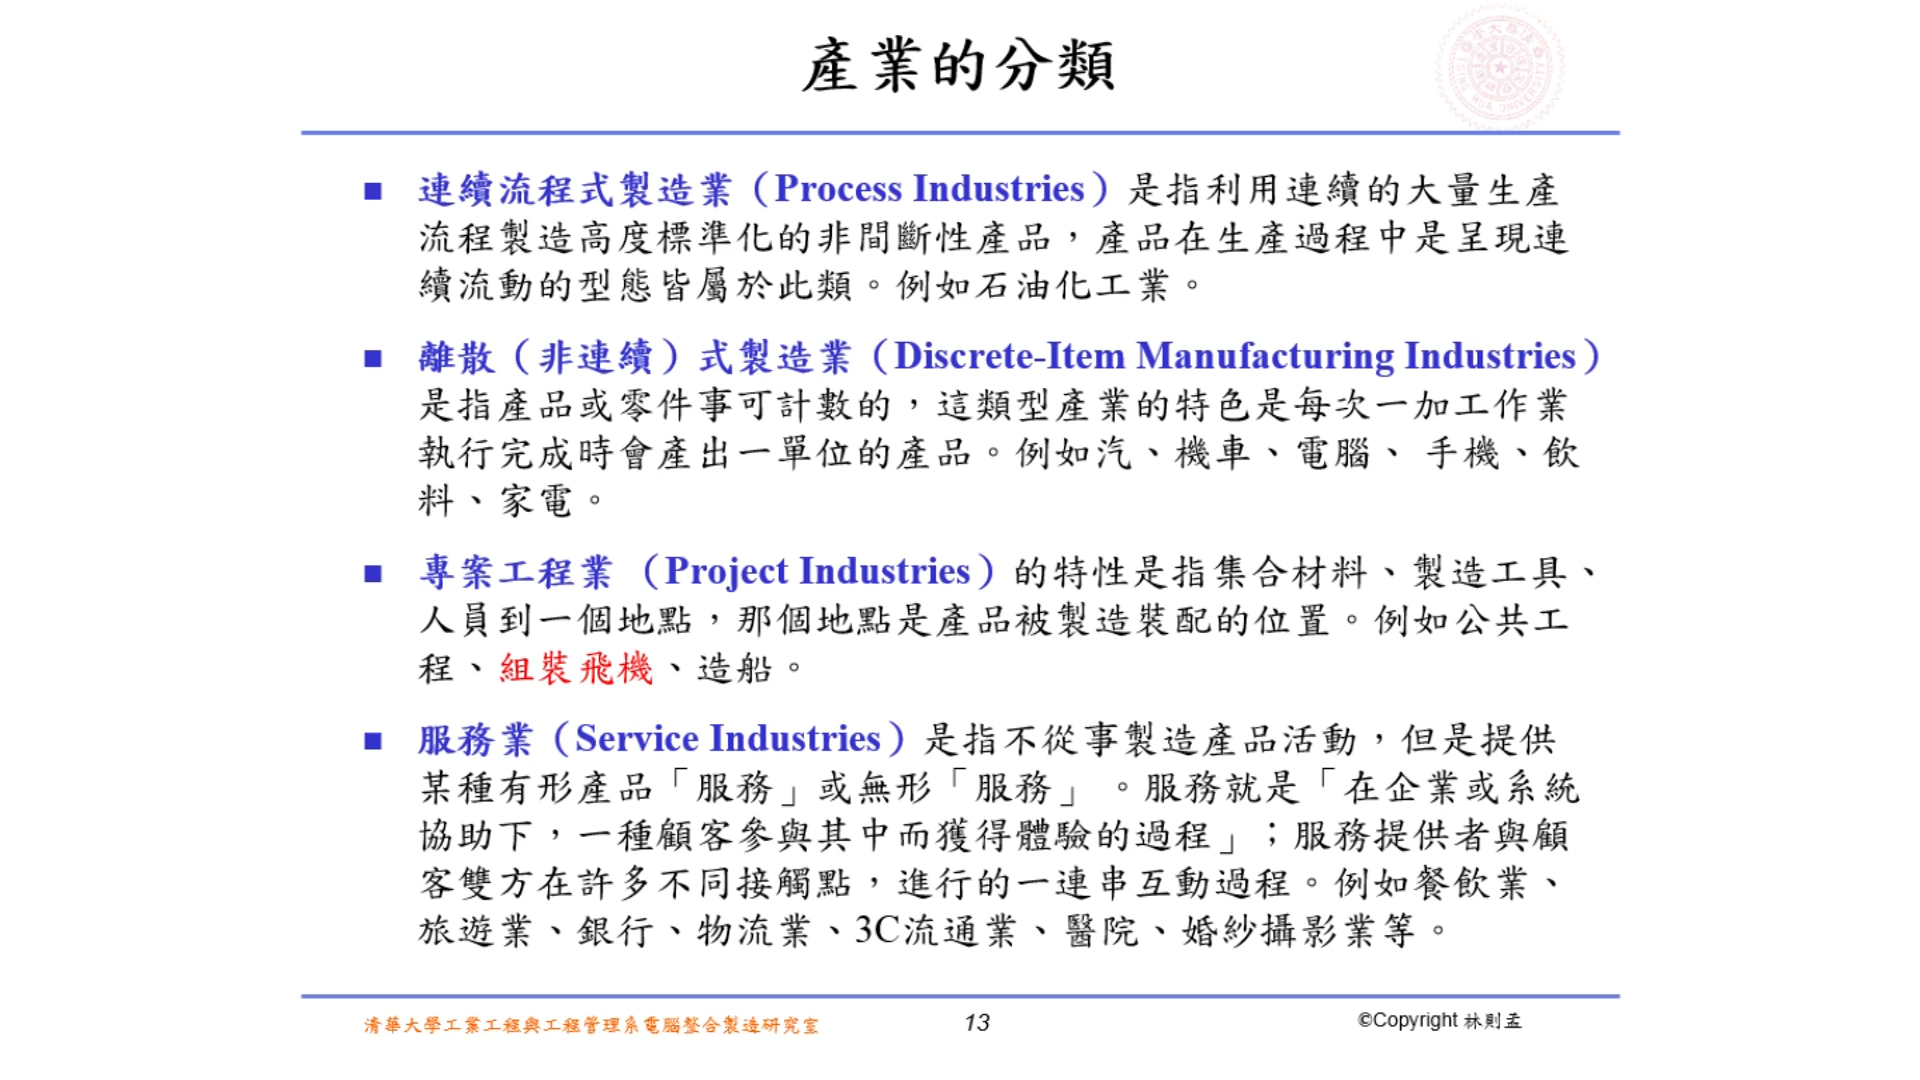 產業的分類
■ 連續流程式製造業（Process Industries）是指利用連續的大量生產
流程製造高度標準化的非間斷性產品，產品在生產過程中是呈現連
續流動的型態皆屬於此類。例如石油化工業。
■ 離散（非連續）式製造業（Discrete-Item Manufacturing Industries）
是指產品或零件事可計數的，這類型產業的特色是每次一加工作業
執行完成時會產出一單位的產品。例如汽、機車、電腦、 手機、飲
料、家電。
■ 專案工程業 （Project Industries）的特性是指集合材料、製造工具、
人員到一個地點，那個地點是產品被製造裝配的位置。例如公共工
程、組裝飛機、造船。
■ 服務業（Service Industries）是指不從事製造產品活動，但是提供
某種有形產品「服務」或無形「服務」 。服務就是「在企業或系統
協助下，一種顧客參與其中而獲得體驗的過程」；服務提供者與顧
客雙方在許多不同接觸點，進行的一連串互動過程。例如餐飲業、
旅遊業、銀行、物流業、3C流通業、醫院、婚紗攝影業等。
清華大學工業工程與工程管理系電腦整合製造研究室
13
©Copyright 林則孟